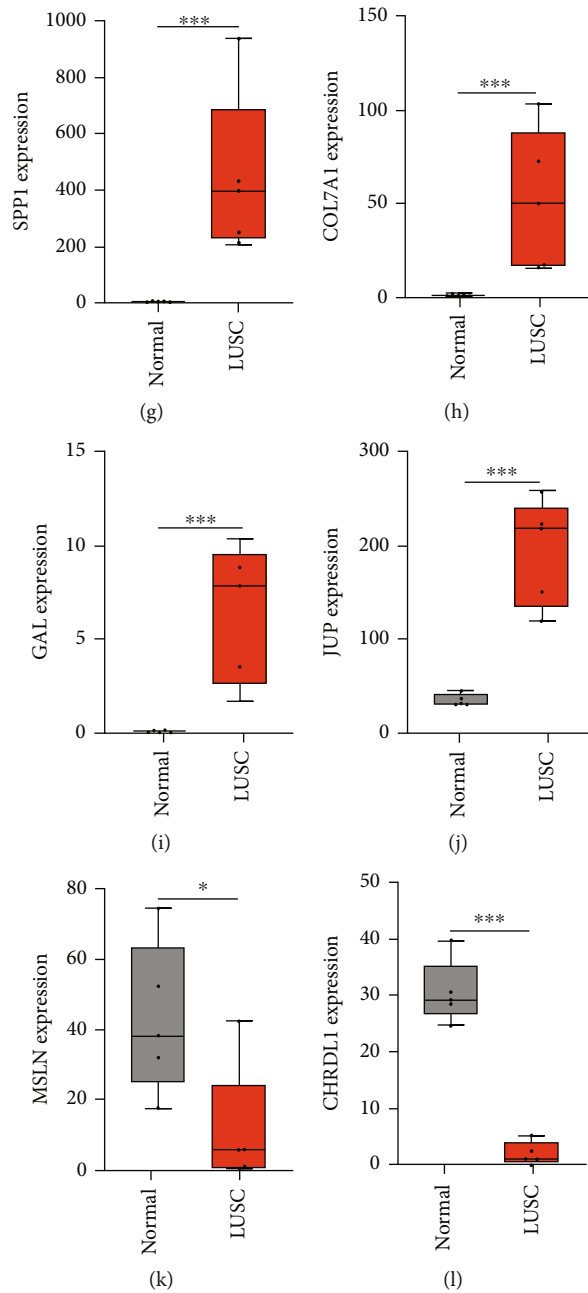 SPP1 expression
1000
800
600
400
200
0
***
Normal
LUSC
(g)
COL7A1 expression
150
100
50
0
***
Normal
LUSC
(h)
GAL expression
15
10
5
0
***
Normal
LUSC
(i)
JUP expression
300
200
100
0
***
Normal
LUSC
(j)
MSLN expression
80
60
40
20
0
*
Normal
LUSC
(k)
CHRDL1 expression
50
40
30
20
10
0
***
Normal
LUSC
(l)